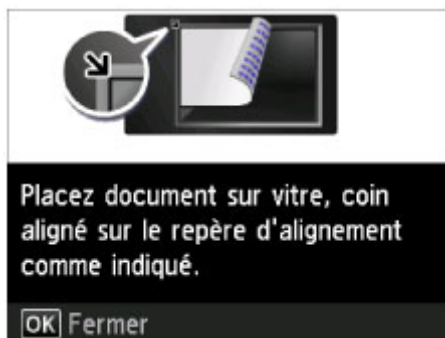 Placez document sur vitre, coin
aligné sur le repère d'alignement
comme indiqué.
OK Fermer